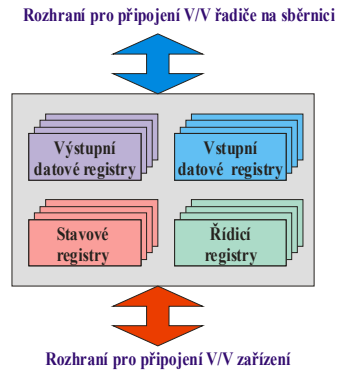 Rozhraní pro připojení V/V řadiče na sběrnici
Výstupní
datové registry
Vstupní
datové registry
Stavové
registry
Řídicí
registry
Rozhraní pro připojení V/V zařízení